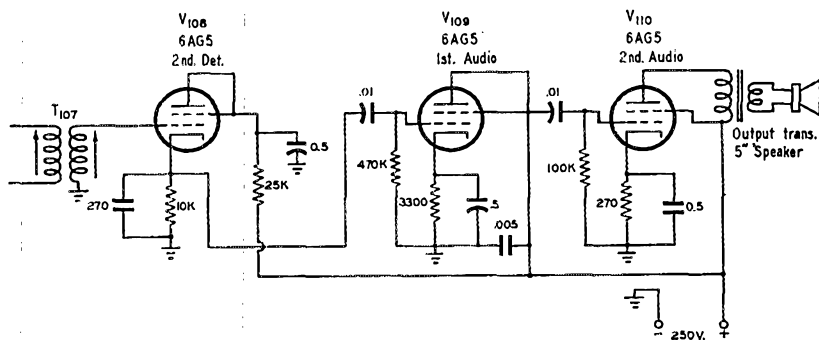 V108
6AG5
2nd. Det.
V109
6AG5
1st. Audio
V110
6AG5
2nd. Audio
T107
.01
.01
Output trans.
5" Speaker
0.5
470K
100K
25K
270
10K
3300
.5
.005
270
0.5
- 250V. +